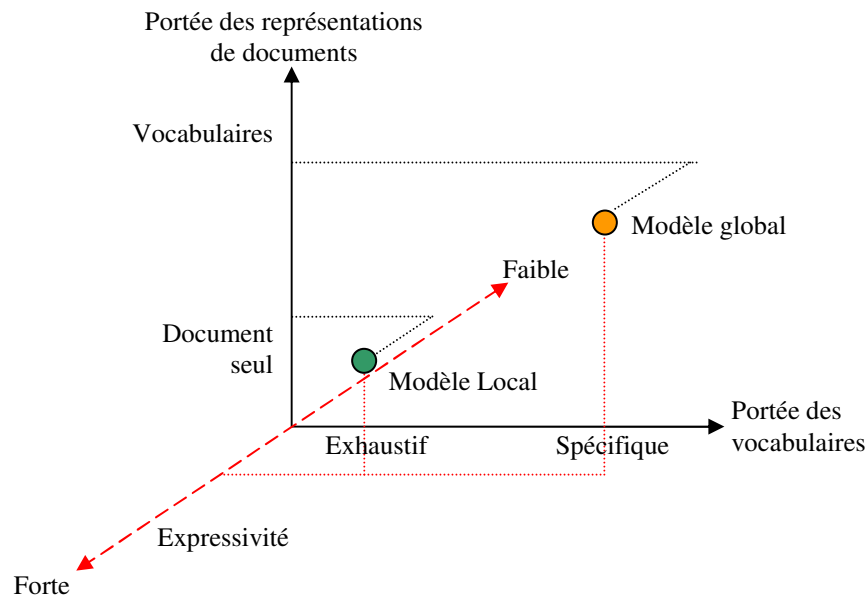 Portée des représentations
de documents
Vocabulaires
Modèle global
Faible
Document
seul
Modèle Local
Portée des
vocabulaires
Exhaustif
Spécifique
Expressivité
Forte